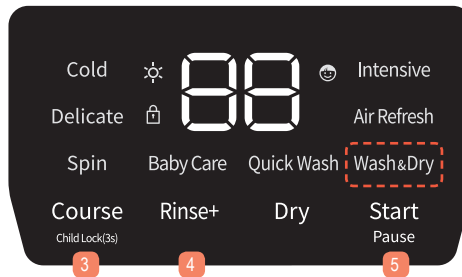 Cold 88 Intensive
Delicate Air Refresh
Spin Baby Care Quick Wash Wash&Dry
Course Rinse+ Dry Start
Child Lock(3s) Pause
3 4 5